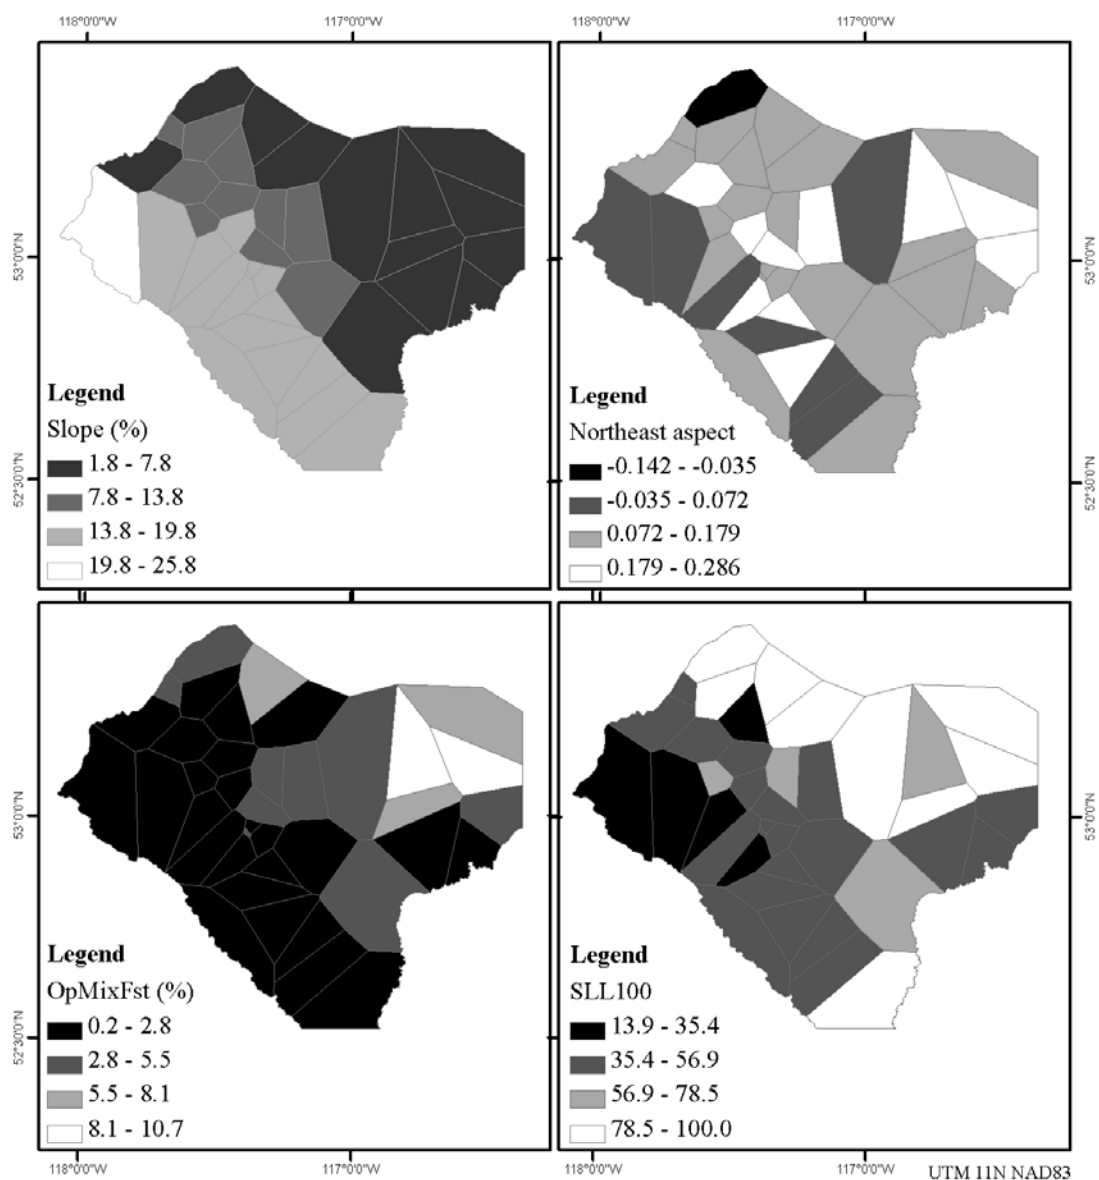 118°0'0"W 117°0'0"W 118°0'0"W 117°0'0"W
53°0'0"N
52°30'0"N
Legend
Slope (%)
1.8 - 7.8
7.8 - 13.8
13.8 - 19.8
19.8 - 25.8
Legend
Northeast aspect
-0.142 - -0.035
-0.035 - 0.072
0.072 - 0.179
0.179 - 0.286
53°0'0"N
52°30'0"N
53°0'0"N
52°30'0"N
Legend
OpMixFst (%)
0.2 - 2.8
2.8 - 5.5
5.5 - 8.1
8.1 - 10.7
Legend
SLL100
13.9 - 35.4
35.4 - 56.9
56.9 - 78.5
78.5 - 100.0
53°0'0"N
52°30'0"N
118°0'0"W 117°0'0"W 118°0'0"W 117°0'0"W
UTM 11N NAD83